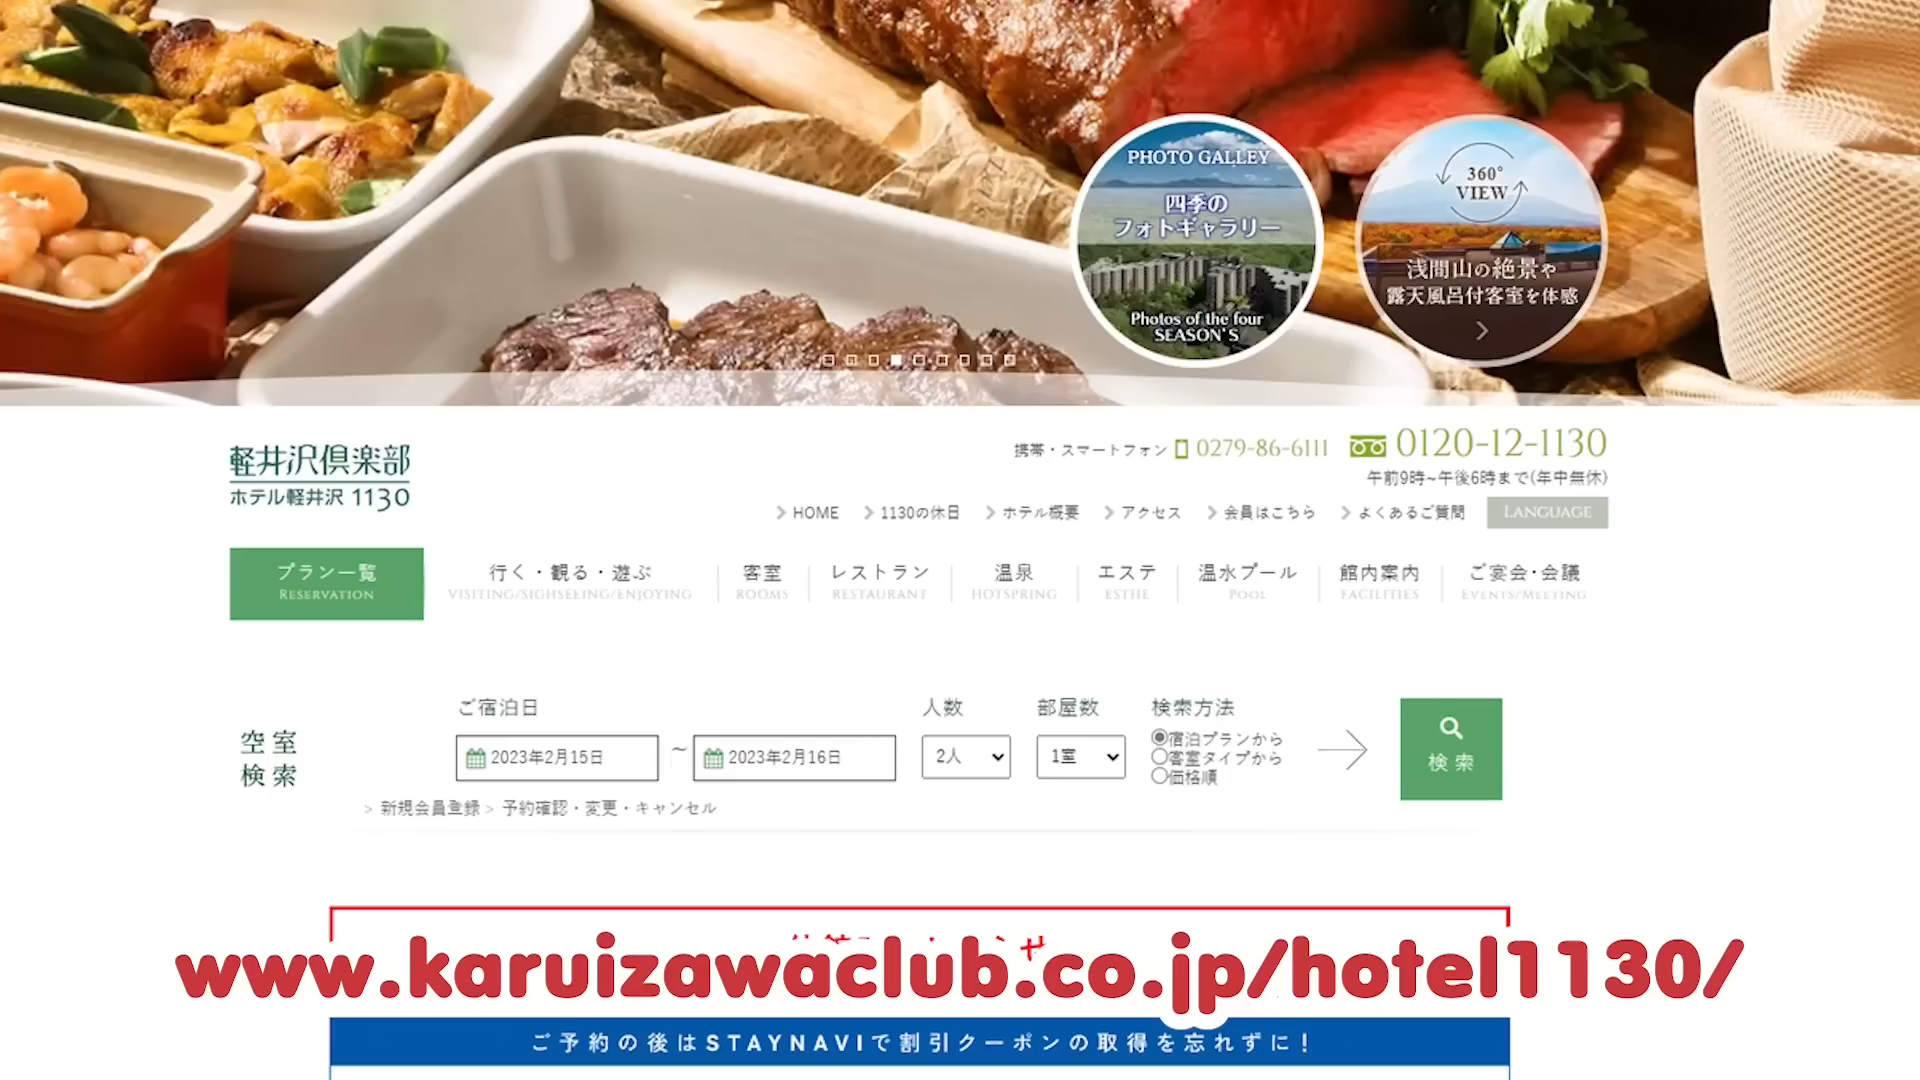 PHOTO GALLEY
四季の
フォトギャラリー
Photos of the four
SEASON'S
360°
VIEW
浅間山の絶景や
露天風呂付客室を体感
軽井沢倶楽部
ホテル軽井沢 1130
携帯・スマートフォン 0279-86-6111 0120-12-1130
午前9時~午後6時まで(年中無休)
HOME 1130の休日 ホテル概要 アクセス 会員はこちら よくあるご質問 LANGUAGE
プラン一覧 行く・観る・遊ぶ 客室 レストラン 温泉 エステ 温水プール 館内案内 ご宴会・会議
RESERVATION VISITING/SIGHSEEING/ENJOYING ROOMS RESTAURANT HOTSPRING ESTHE POOL FACILITIES EVENTS/MEETING
空室
検索
ご宿泊日 人数 部屋数 検索方法
2023年2月15日 ~ 2023年2月16日 2人 1室
宿泊プランから
客室タイプから
価格順
検索
> 新規会員登録 > 予約確認・変更・キャンセル
www.karuizawaclub.co.jp/hotel1130/
ご予約の後はSTAYNAVIで割引クーポンの取得を忘れずに！